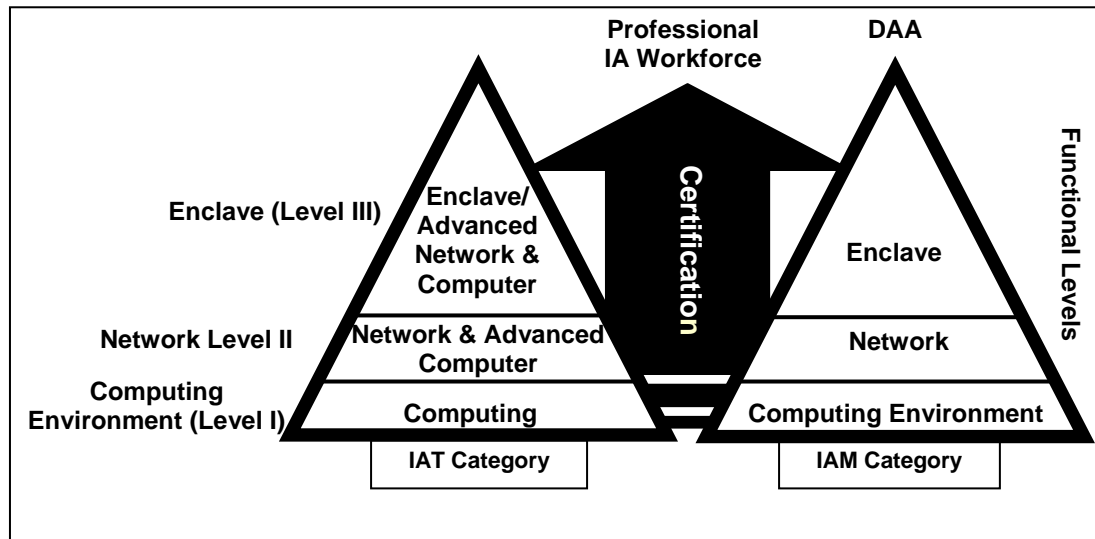 Professional
IA Workforce
DAA
Functional Levels
Certification
Enclave (Level III)
Enclave/
Advanced
Network &
Computer
Enclave
Network Level II
Network & Advanced
Computer
Network
Computing
Environment (Level I)
Computing
Computing Environment
IAT Category
IAM Category